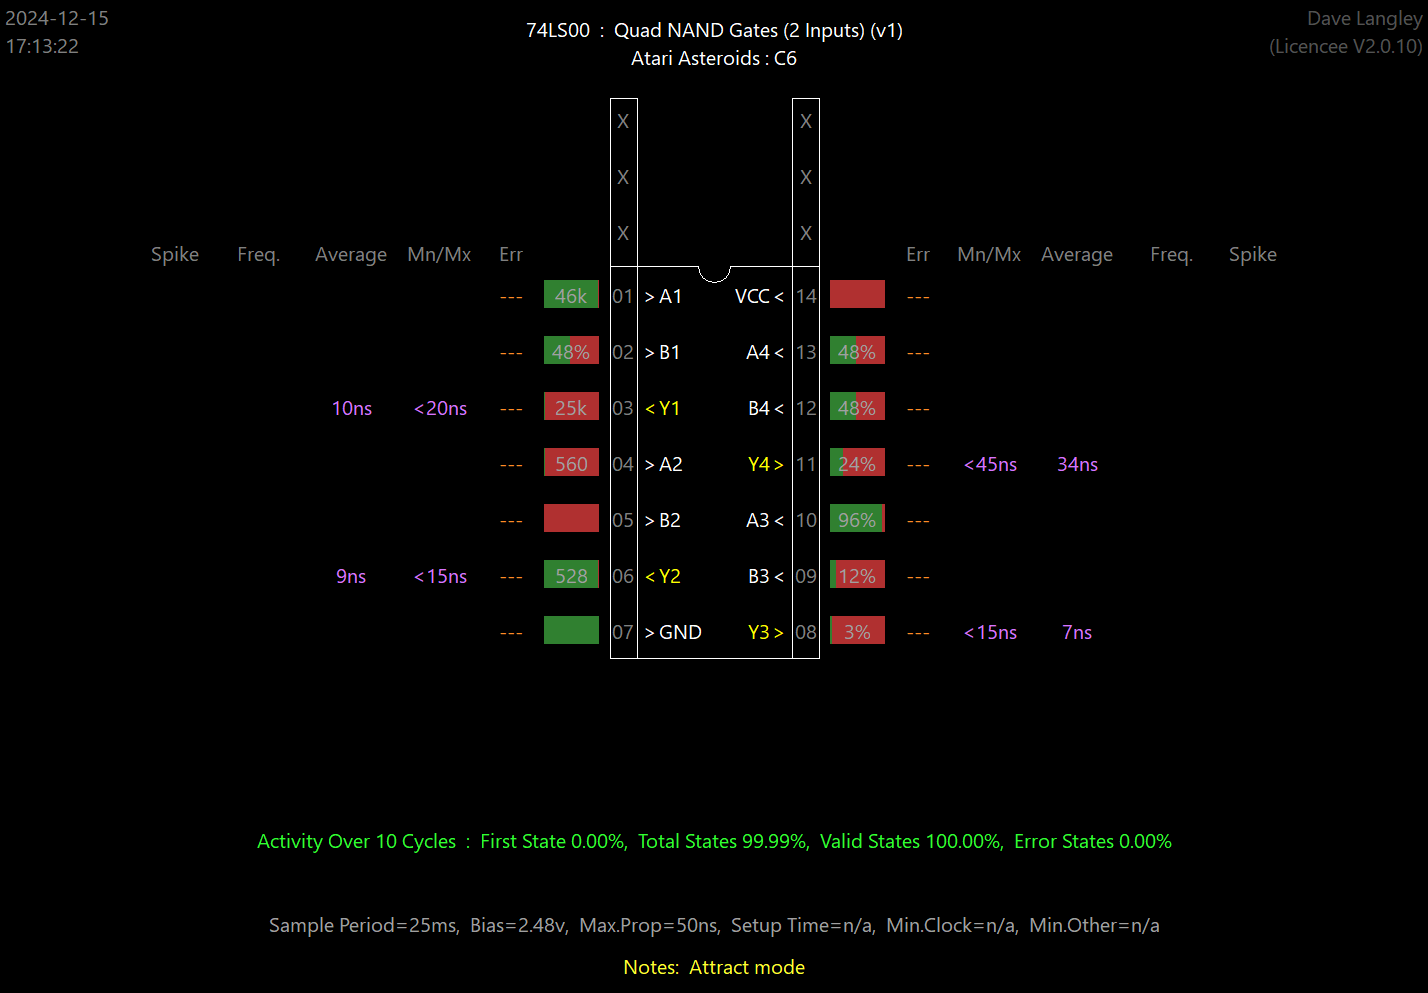 2024-12-15
17:13:22
74LS00 : Quad NAND Gates (2 Inputs) (v1)
Atari Asteroids : C6
Dave Langley
(Licencee V2.0.10)
X X
X X
X X
Spike Freq. Average Mn/Mx Err Err Mn/Mx Average Freq. Spike
--- 46k 01 >A1 VCC< 14 ---
--- 48% 02 >B1 A4< 13 48% ---
10ns <20ns --- 25k 03 <Y1 B4< 12 48% ---
--- 560 04 >A2 Y4> 11 24% --- <45ns 34ns
--- 05 >B2 A3< 10 96% ---
9ns <15ns --- 528 06 <Y2 B3< 09 12% ---
--- 07 >GND Y3> 08 3% --- <15ns 7ns
Activity Over 10 Cycles : First State 0.00%, Total States 99.99%, Valid States 100.00%, Error States 0.00%
Sample Period=25ms, Bias=2.48v, Max.Prop=50ns, Setup Time=n/a, Min.Clock=n/a, Min.Other=n/a
Notes: Attract mode